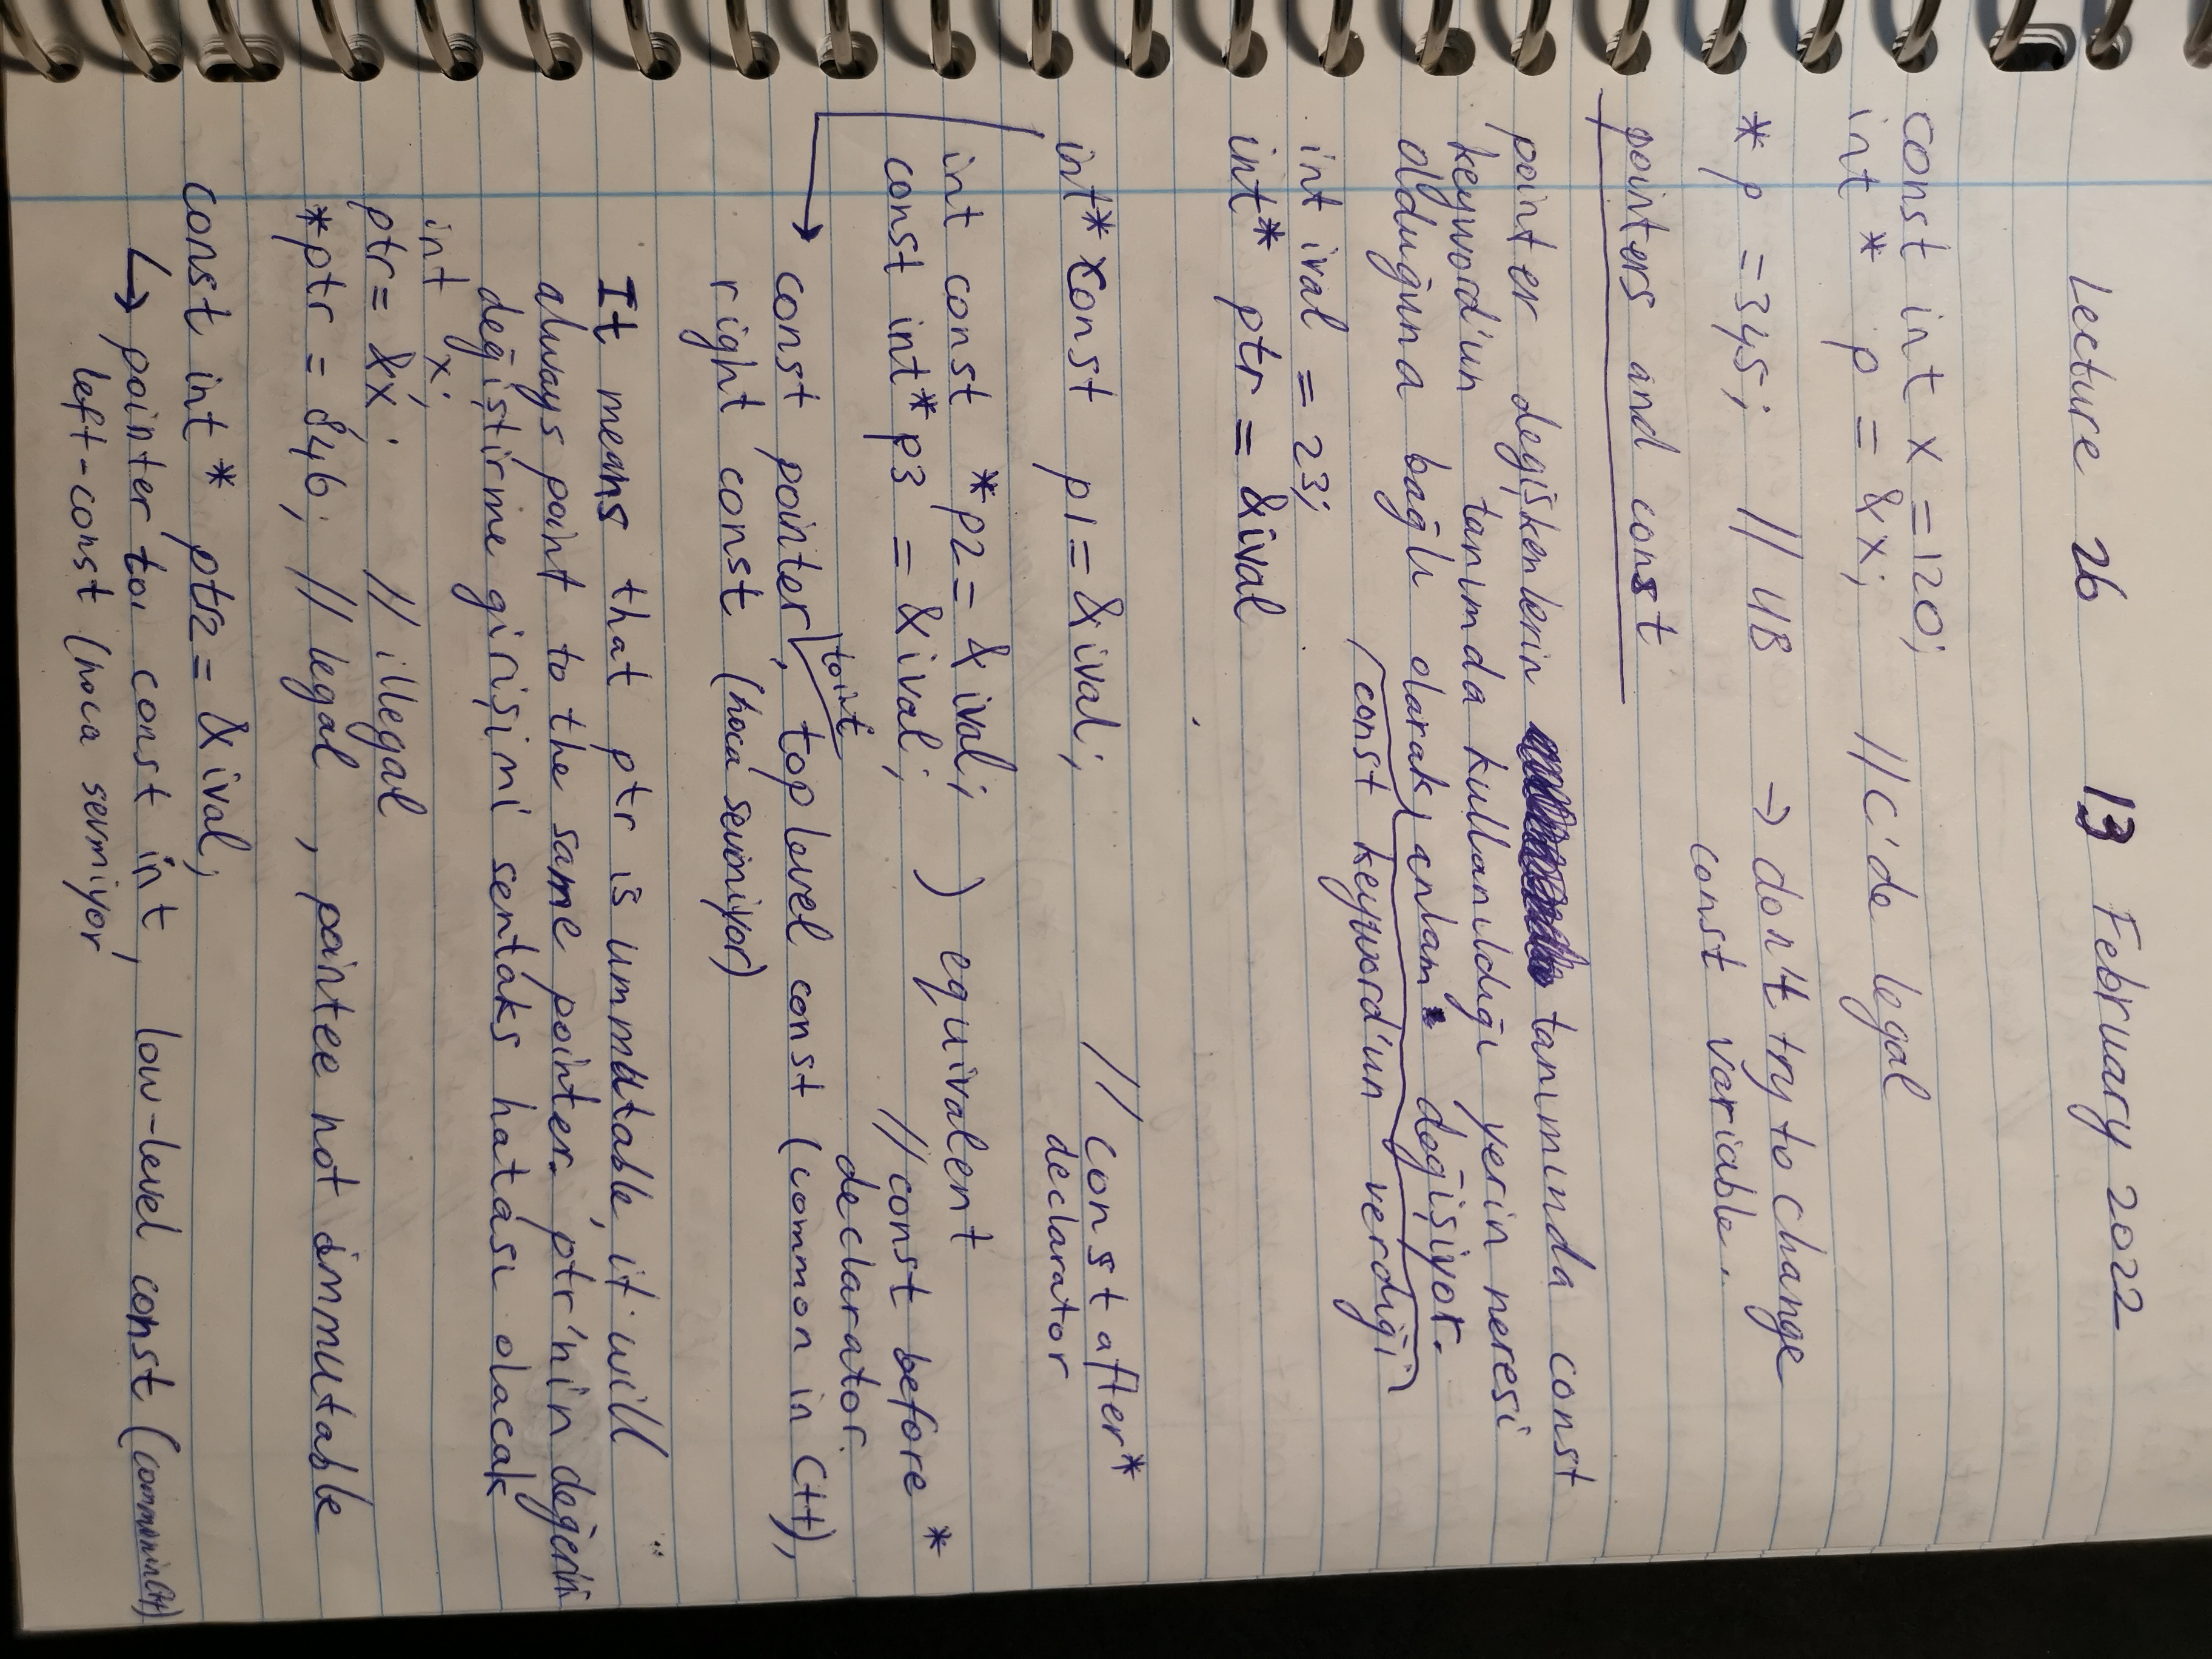 Lecture 26 13 February 2022
const int x = 120;
int * p = &x; //C'de legal
*p = 345; // UB → don't try to change
const variable.
pointers and const
pointer degişkenlerin tanımında const
keyword'un tanımda kullanıldığı yerin neresi
olduğuna bağlı olarak anlam değişiyor.
const keyword'un verdiği
int ival = 23;
int* ptr = &ival
int* const p1 = &ival; // const after *
declarator
int const *p2 = &ival; ) equivalent
const int* p3 = &ival; // const before *
declarator.
to int
const pointer, top level const (common in C++),
right const (hoca sevmiyor)
It means that ptr is ummutable, it will
always point to the same pointer. ptr'nin değerini
değiştirme girişimi sentaks hatası olacak
int x;
ptr = &x; // illegal
*ptr = 846; // legal, pointee not immutable
const int* ptr2 = &ival;
↳ pointer to const int, low-level const (common in C++)
left-const (hoca sevmiyor